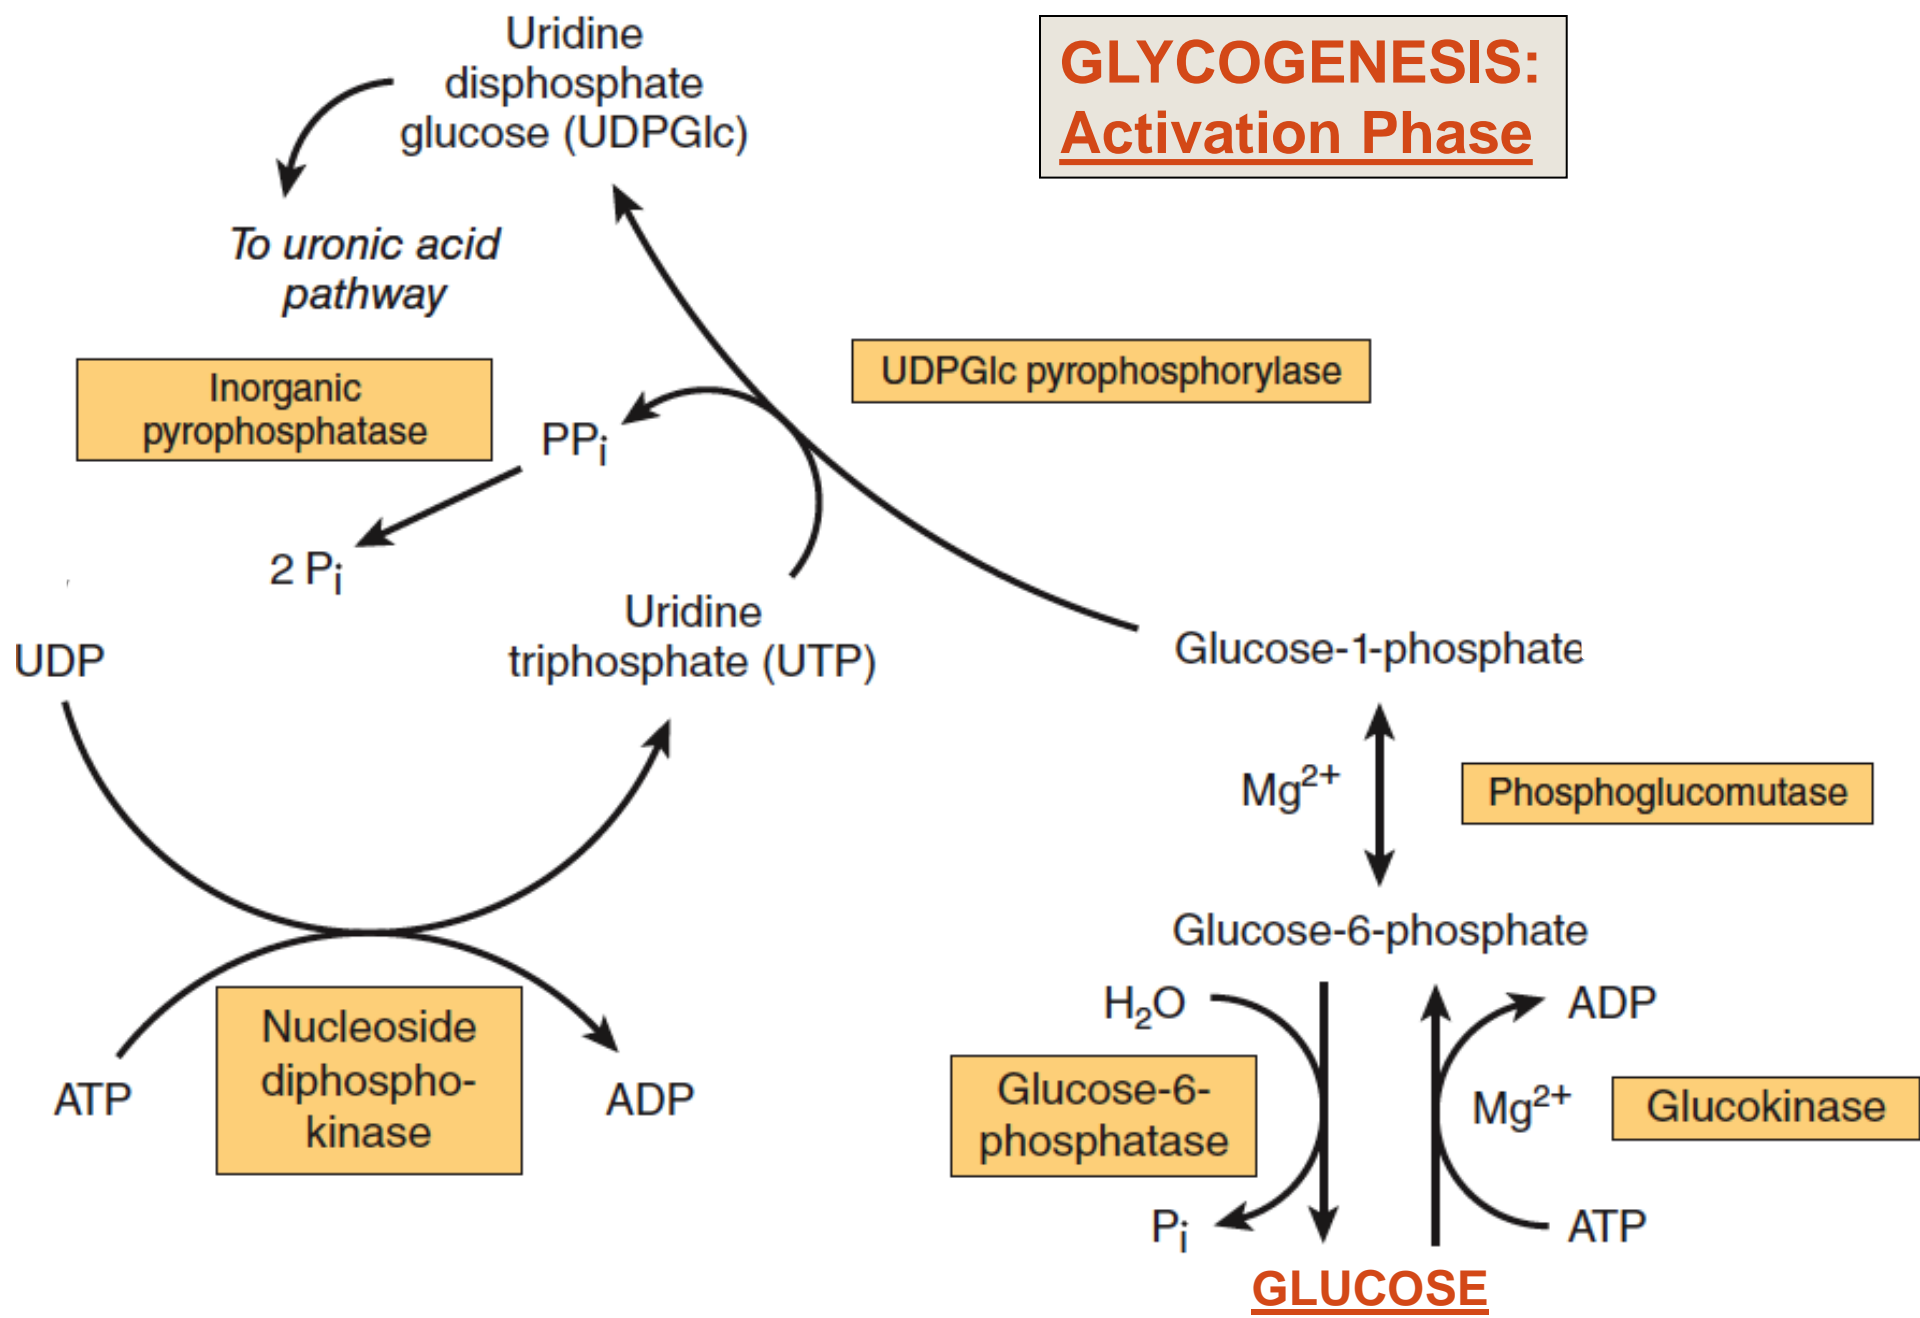 Uridine
disphosphate
glucose (UDPGlc)
GLYCOGENESIS:
Activation Phase
To uronic acid
pathway
UDPGlc pyrophosphorylase
Inorganic
pyrophosphatase
PPi
2 Pi
Uridine
triphosphate (UTP)
UDP
Glucose-1-phosphate
Mg²⁺
Phosphoglucomutase
Glucose-6-phosphate
H₂O
ADP
Nucleoside
diphospho-
kinase
ATP
ADP
Glucose-6-
phosphatase
Mg²⁺
Glucokinase
Pi
ATP
GLUCOSE